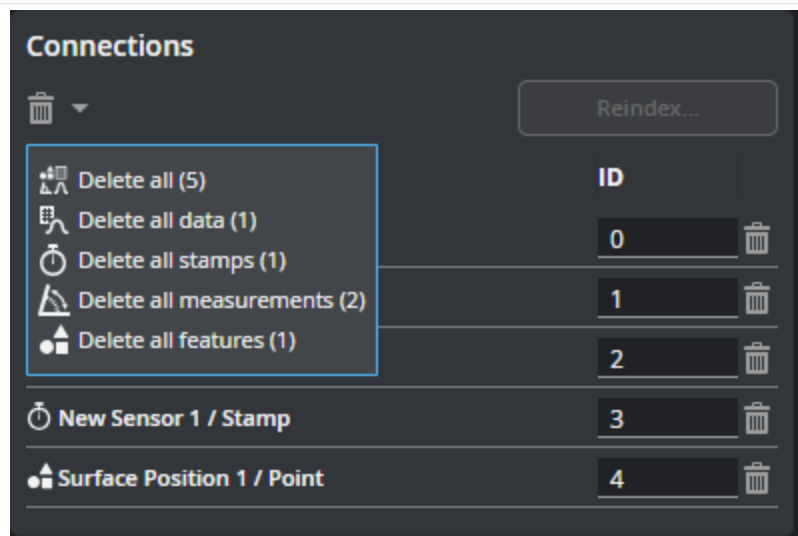 Connections
Reindex...
Delete all (5)
ID
Delete all data (1)
0
Delete all stamps (1)
Delete all measurements (2)
1
Delete all features (1)
2
New Sensor 1 / Stamp
3
Surface Position 1 / Point
4